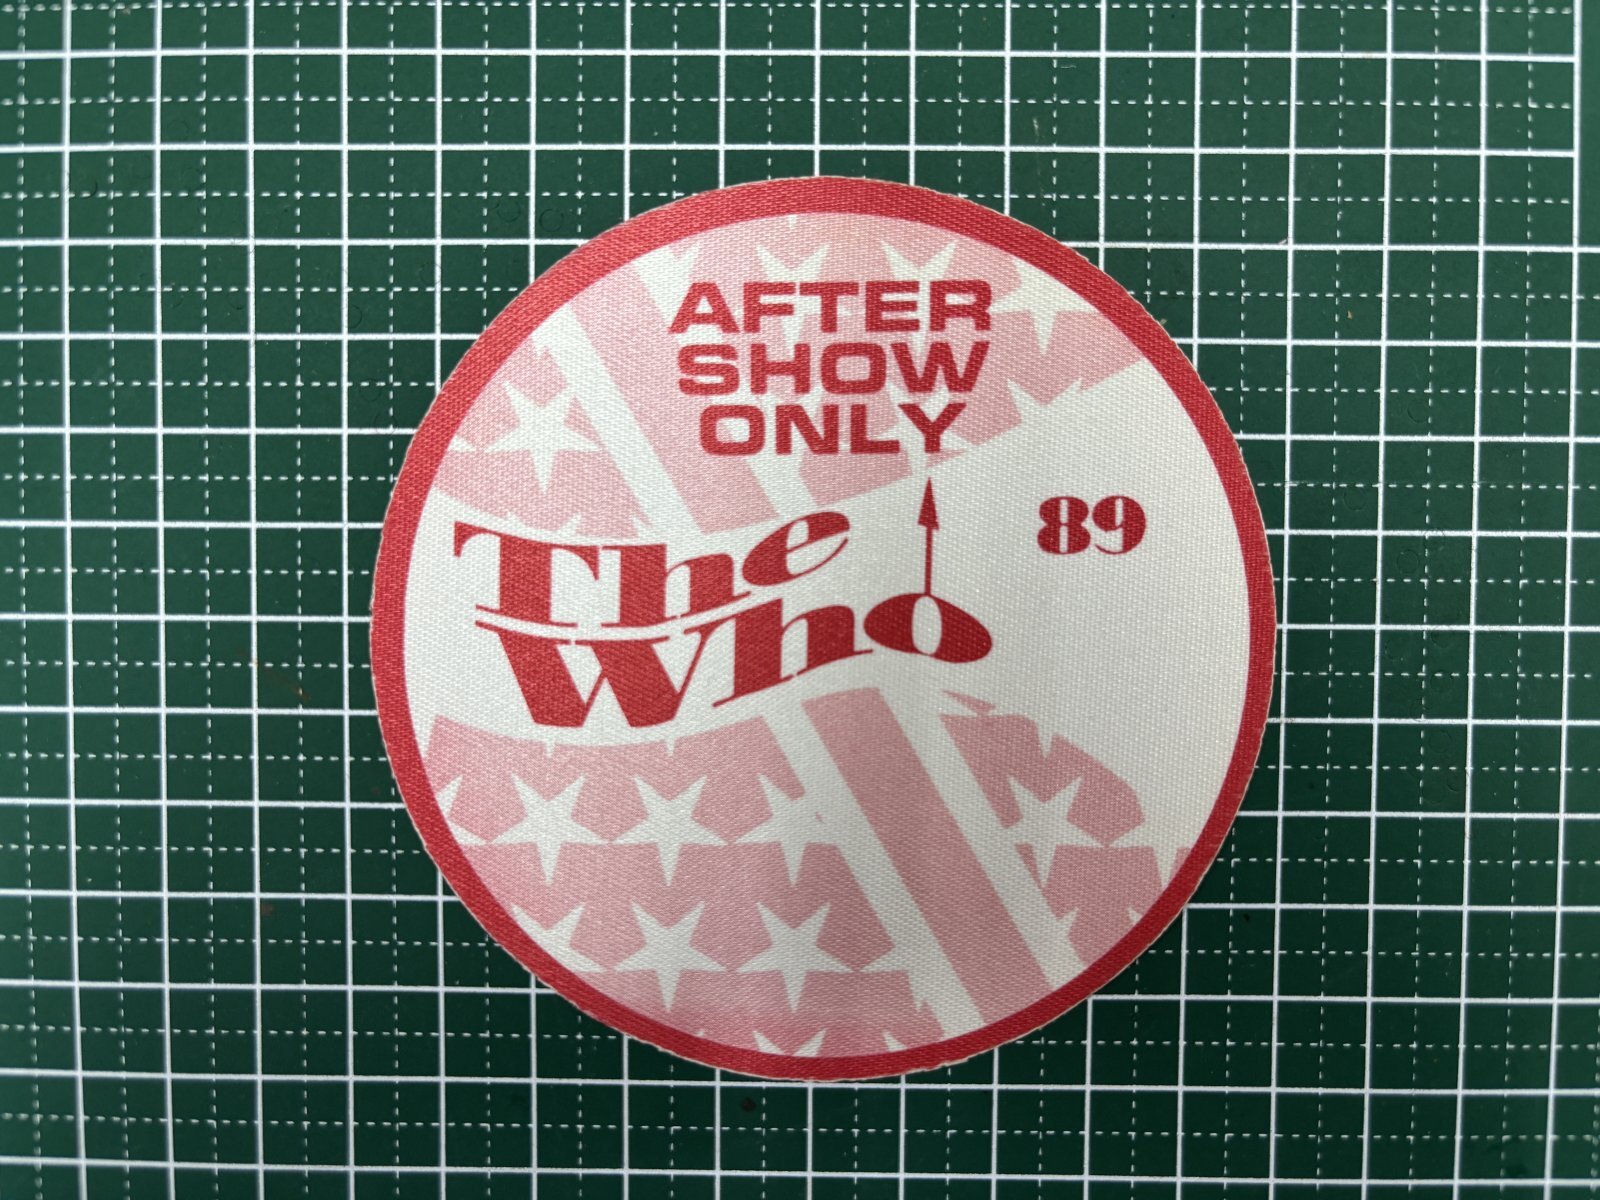 AFTER
SHOW
ONLY
89
The
Who